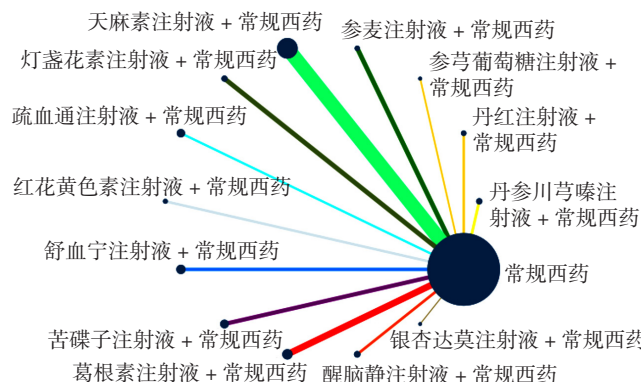 天麻素注射液 + 常规西药
参麦注射液 + 常规西药
灯盏花素注射液 + 常规西药
参芎葡萄糖注射液 +
常规西药
疏血通注射液 + 常规西药
丹红注射液 +
常规西药
红花黄色素注射液 + 常规西药
丹参川芎嗪注
射液 + 常规西药
舒血宁注射液 + 常规西药
常规西药
苦碟子注射液 + 常规西药
银杏达莫注射液 + 常规西药
葛根素注射液 + 常规西药
醒脑静注射液 + 常规西药